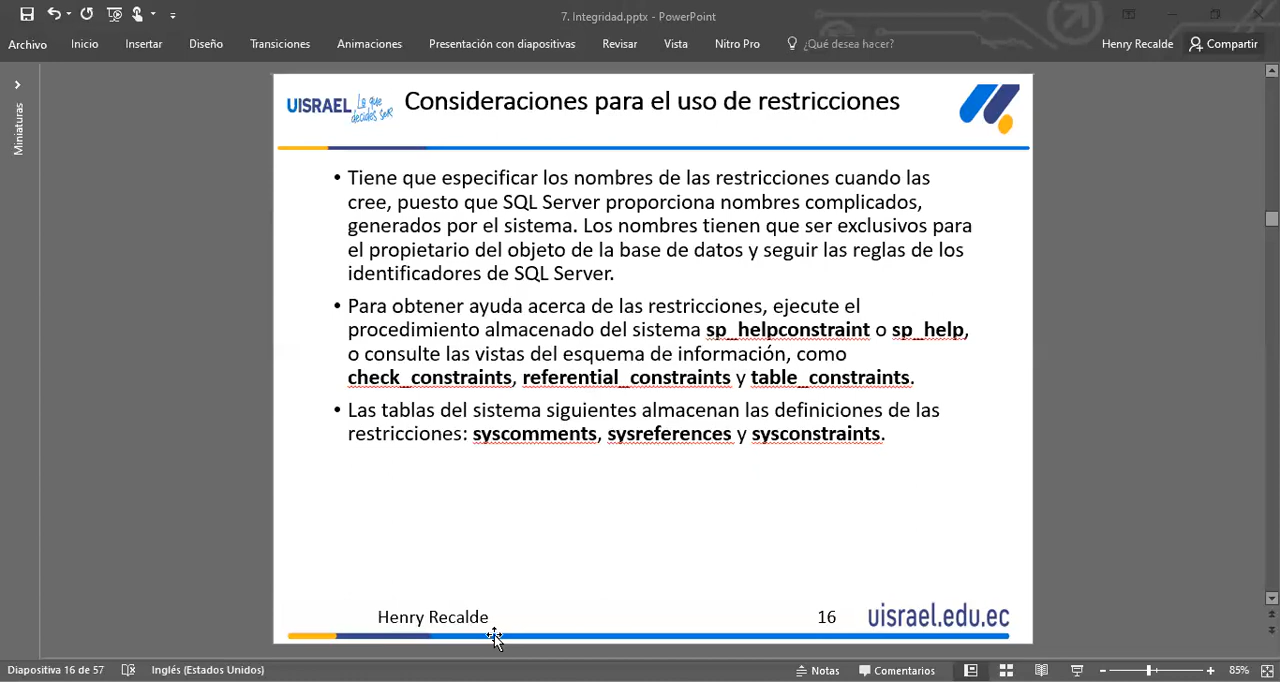 7. Integridad.pptx - PowerPoint
Archivo Inicio Insertar Diseño Transiciones Animaciones Presentación con diapositivas Revisar Vista Nitro Pro ¿Qué desea hacer? Henry Recalde Compartir
Miniaturas
UISRAEL Lo que decides ser
Consideraciones para el uso de restricciones
• Tiene que especificar los nombres de las restricciones cuando las
cree, puesto que SQL Server proporciona nombres complicados,
generados por el sistema. Los nombres tienen que ser exclusivos para
el propietario del objeto de la base de datos y seguir las reglas de los
identificadores de SQL Server.
• Para obtener ayuda acerca de las restricciones, ejecute el
procedimiento almacenado del sistema sp_helpconstraint o sp_help,
o consulte las vistas del esquema de información, como
check_constraints, referential_constraints y table_constraints.
• Las tablas del sistema siguientes almacenan las definiciones de las
restricciones: syscomments, sysreferences y sysconstraints.
Henry Recalde 16 uisrael.edu.ec
Diapositiva 16 de 57 Inglés (Estados Unidos) Notas Comentarios 85%